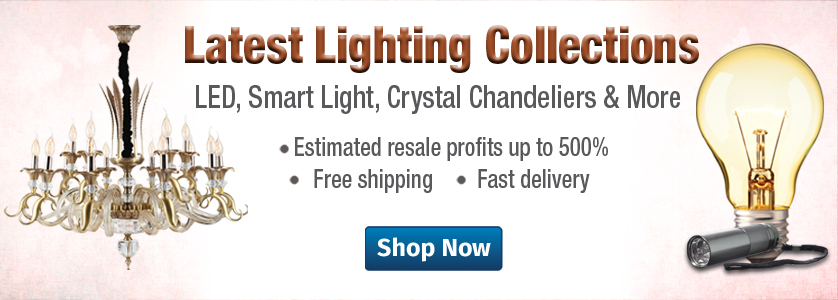 Latest Lighting Collections
LED, Smart Light, Crystal Chandeliers & More
• Estimated resale profits up to 500%
• Free shipping • Fast delivery
Shop Now